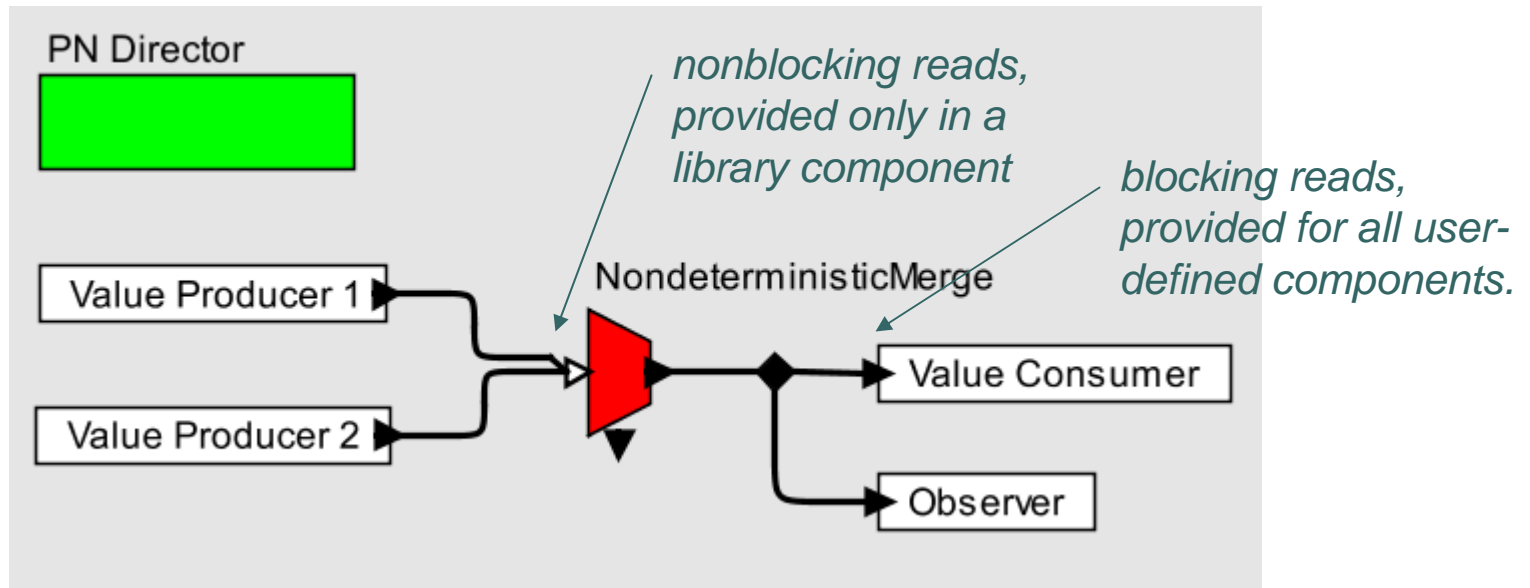 PN Director
nonblocking reads,
provided only in a
library component
blocking reads,
provided for all user-
defined components.
Value Producer 1
NondeterministicMerge
Value Consumer
Value Producer 2
Observer